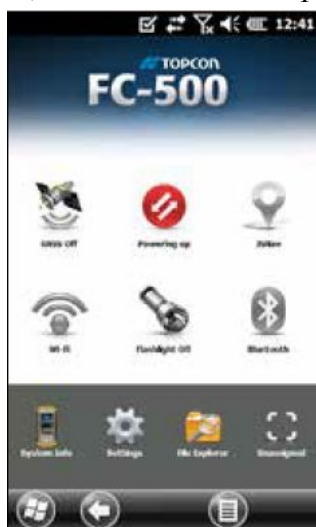 12:41
TOPCON
FC-500
GNSS Off
Powering up
Wi-Fi
Flashlight Off
Bluetooth
System Info
Settings
File Explorer
Unassigned